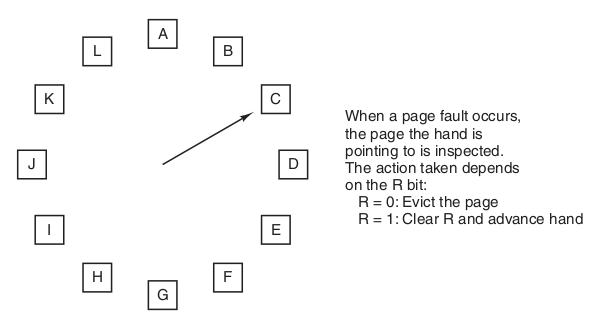 A
L
B
K
C
J
D
I
E
H
F
G
When a page fault occurs,
the page the hand is
pointing to is inspected.
The action taken depends
on the R bit:
R = 0: Evict the page
R = 1: Clear R and advance hand